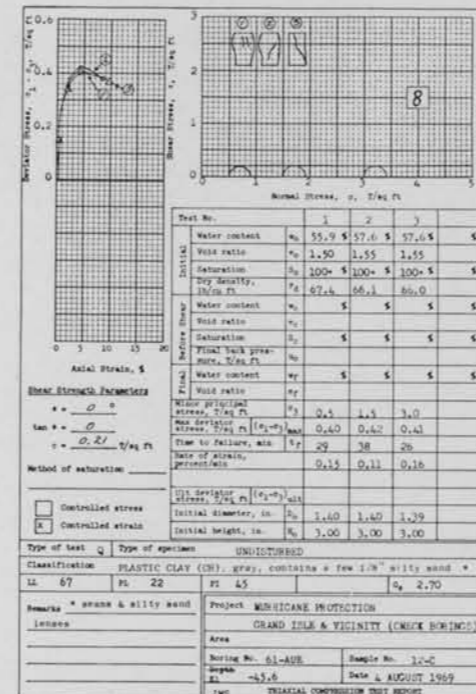 0.6
0.4
0.2
0
Deviator Stress, σ₁ - σ₃, T/sq ft
0 5 10 15 20
Axial Strain, %
3
2
1
0
Shear Stress, τ, T/sq ft
① ② ③
8
0 1 2 3 4 5
Normal Stress, σ, T/sq ft
Shear Strength Parameters
φ = 0 °
tan φ = 0
c = 0.21 T/sq ft
Method of saturation
Controlled stress
X Controlled strain
Test No. 1 2 3
Initial
Water content w₀ 55.9 % 57.6 % 57.6 % %
Void ratio e₀ 1.50 1.55 1.55
Saturation S₀ 100+ % 100+ % 100+ % %
Dry density, lb/cu ft γd 67.4 66.1 66.0
Before Shear
Water content % % % %
Void ratio
Saturation % % % %
Final back pressure, T/sq ft u₀
Final
Water content wf % % % %
Void ratio ef
Minor principal stress, T/sq ft σ₃ 0.5 1.5 3.0
Max deviator stress, T/sq ft (σ₁-σ₃)max 0.40 0.42 0.41
Time to failure, min tf 29 38 26
Rate of strain, percent/min 0.15 0.11 0.16
Ult deviator stress, T/sq ft (σ₁-σ₃)ult
Initial diameter, in. D₀ 1.40 1.40 1.39
Initial height, in. H₀ 3.00 3.00 3.00
Type of test Q Type of specimen UNDISTURBED
Classification PLASTIC CLAY (CH), gray, contains a few 1/8" silty sand *
LL 67 PL 22 PI 45 Gs 2.70
Remarks * seams & silty sand
lenses
Project HURRICANE PROTECTION
GRAND ISLE & VICINITY (CHECK BORINGS)
Area
Boring No. 61-AUE Sample No. 12-C
Depth El -45.6 Date 4 AUGUST 1969
TRIAXIAL COMPRESSION TEST REPORT